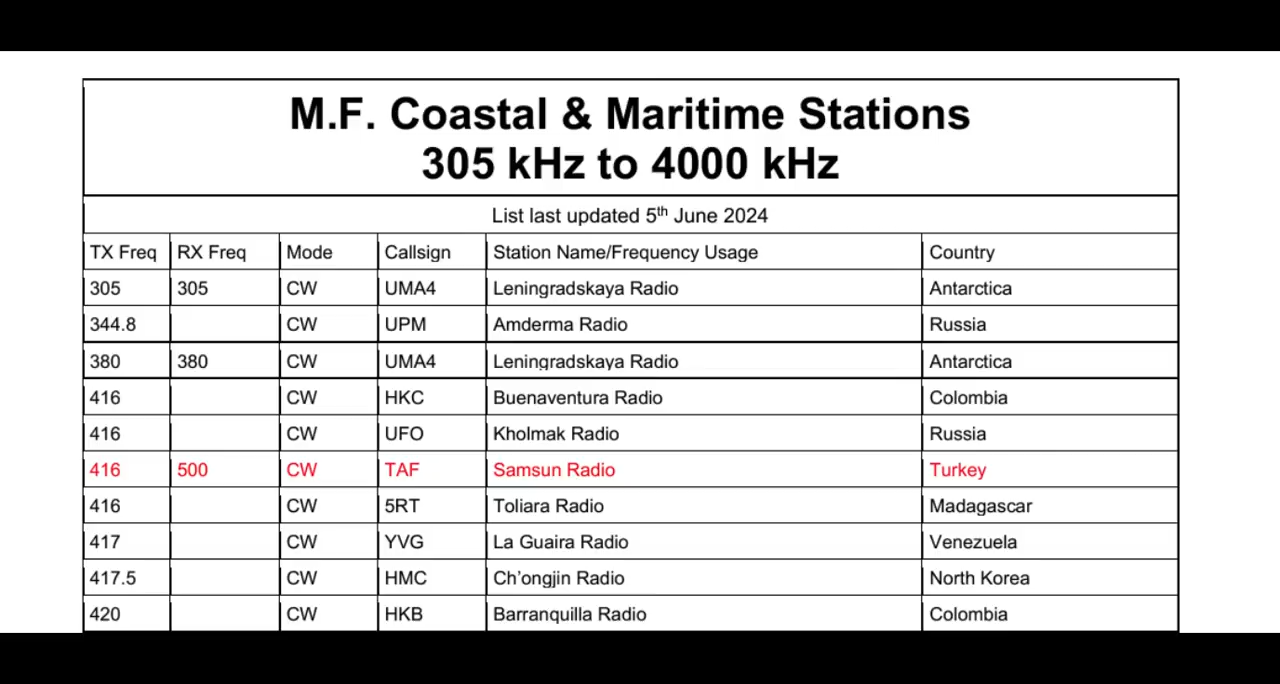 M.F. Coastal & Maritime Stations
305 kHz to 4000 kHz
List last updated 5th June 2024
TX Freq RX Freq Mode Callsign Station Name/Frequency Usage Country
305 305 CW UMA4 Leningradskaya Radio Antarctica
344.8 CW UPM Amderma Radio Russia
380 380 CW UMA4 Leningradskaya Radio Antarctica
416 CW HKC Buenaventura Radio Colombia
416 CW UFO Kholmak Radio Russia
416 500 CW TAF Samsun Radio Turkey
416 CW 5RT Toliara Radio Madagascar
417 CW YVG La Guaira Radio Venezuela
417.5 CW HMC Ch’ongjin Radio North Korea
420 CW HKB Barranquilla Radio Colombia